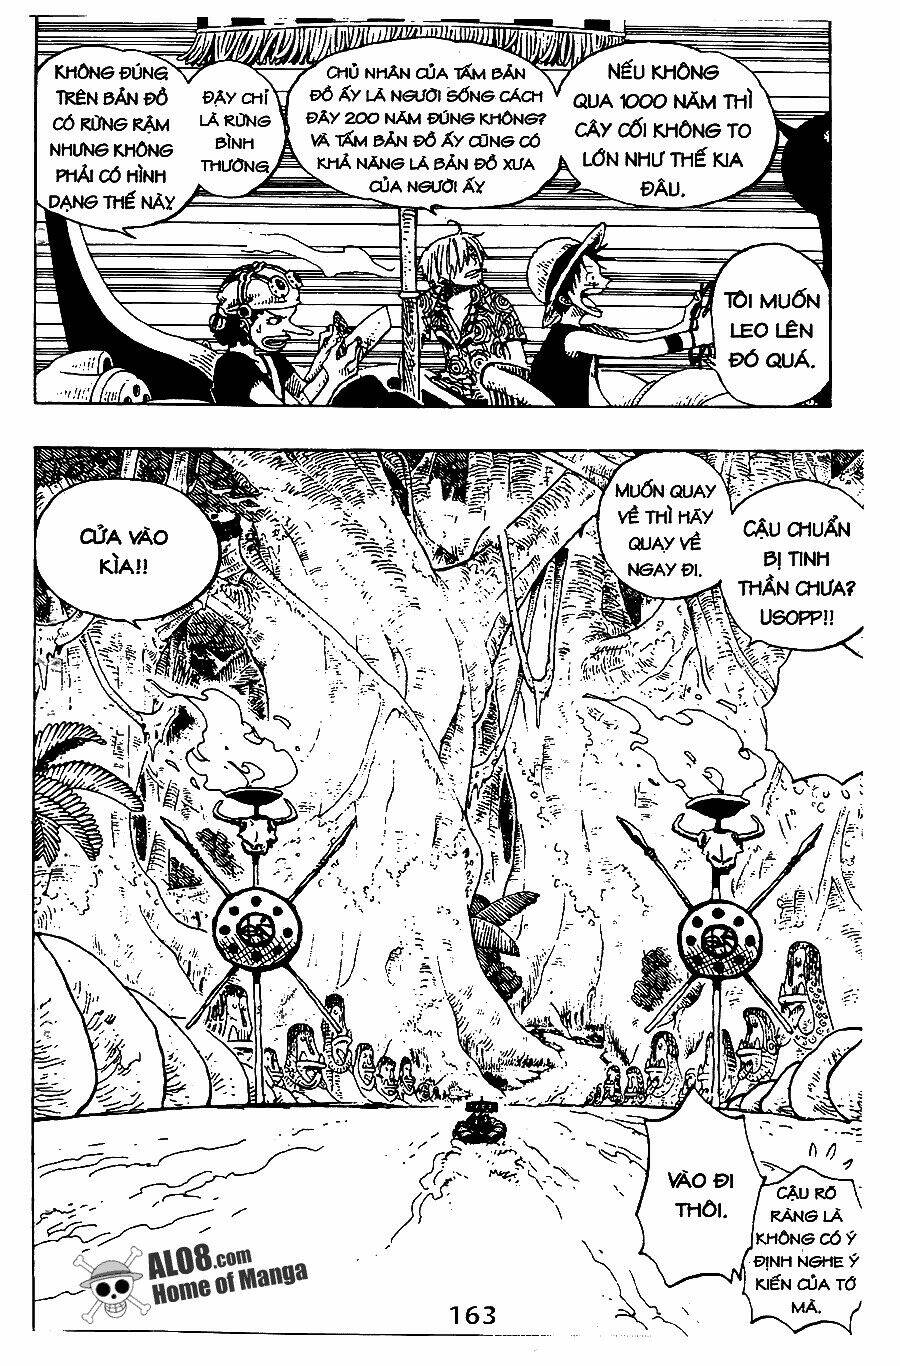 NẾU KHÔNG
QUA 1000 NĂM THÌ
CÂY CỐI KHÔNG TO
LỚN NHƯ THẾ KIA
ĐÂU.
CHỦ NHÂN CỦA TẤM BẢN
ĐỒ ẤY LÀ NGƯỜI SỐNG CÁCH
ĐÂY 200 NĂM ĐÚNG KHÔNG?
VÀ TẤM BẢN ĐỒ ẤY CŨNG CÓ
KHẢ NĂNG LÀ BẢN ĐỒ XƯA
CỦA NGƯỜI ẤY
ĐẬY CHỈ
LÀ RỪNG
BÌNH
THƯỜNG
KHÔNG ĐÚNG
TRÊN BẢN ĐỒ
CÓ RỪNG RẬM
NHƯNG KHÔNG
PHẢI CÓ HÌNH
DẠNG THẾ NÀY
TÔI MUỐN
LEO LÊN
ĐÓ QUÁ.
CẬU CHUẨN
BỊ TINH
THẦN CHƯA?
USOPP!!
MUỐN QUAY
VỀ THÌ HÃY
QUAY VỀ
NGAY ĐI.
CỬA VÀO
KÌA!!
CẬU RÕ
RÀNG LÀ
KHÔNG CÓ Ý
ĐỊNH NGHE Ý
KIẾN CỦA TỚ
MÀ.
VÀO ĐI
THÔI.
ALO8.com
Home of Manga
163